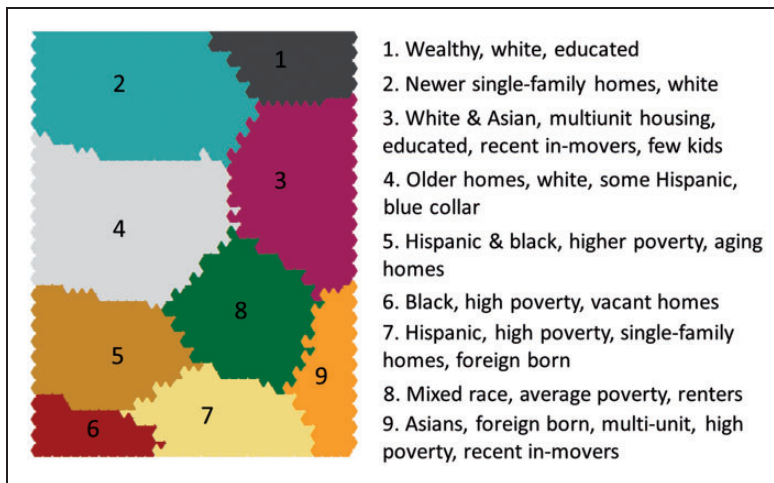 1
2
3
4
5
6
7
8
9
1. Wealthy, white, educated
2. Newer single-family homes, white
3. White & Asian, multiunit housing,
educated, recent in-movers, few kids
4. Older homes, white, some Hispanic,
blue collar
5. Hispanic & black, higher poverty, aging
homes
6. Black, high poverty, vacant homes
7. Hispanic, high poverty, single-family
homes, foreign born
8. Mixed race, average poverty, renters
9. Asians, foreign born, multi-unit, high
poverty, recent in-movers